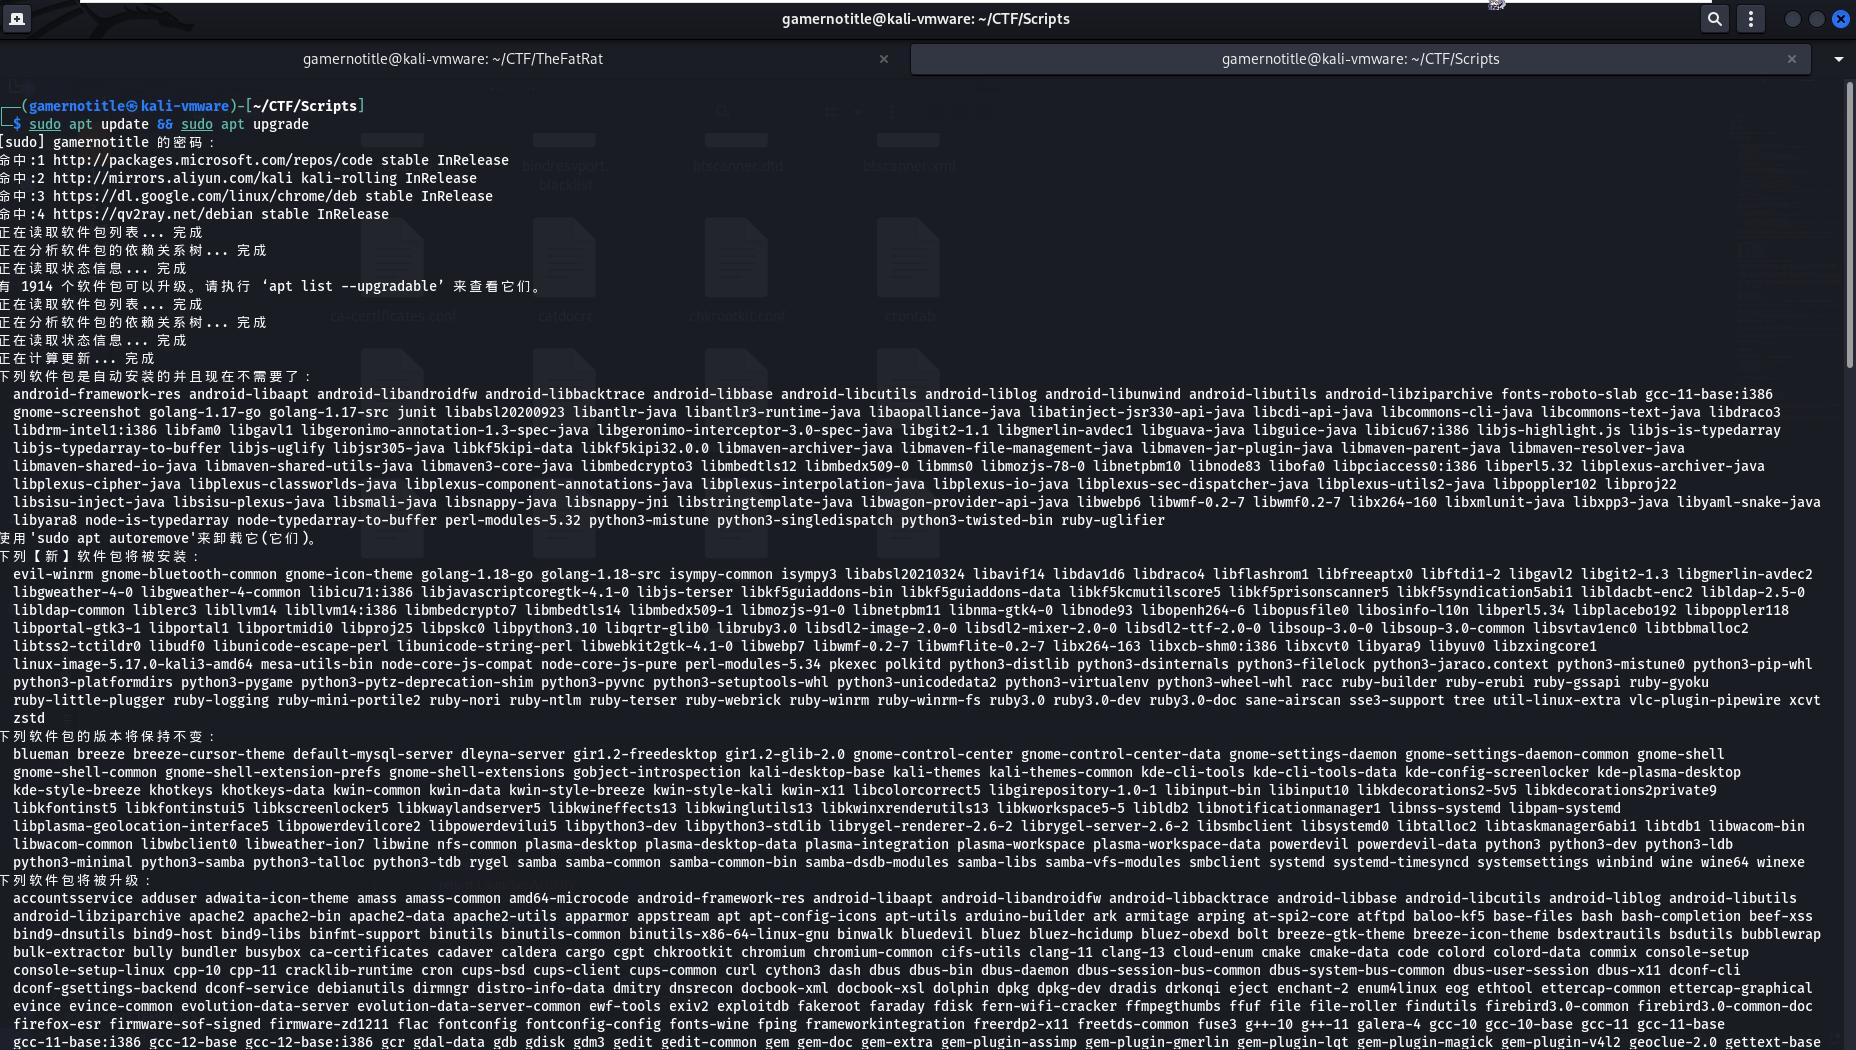 gamernotitle@kali-vmware: ~/CTF/Scripts
gamernotitle@kali-vmware: ~/CTF/TheFatRat
gamernotitle@kali-vmware: ~/CTF/Scripts
┌──(gamernotitle㉿kali-vmware)-[~/CTF/Scripts]
└─$ sudo apt update && sudo apt upgrade
[sudo] gamernotitle 的密码：
命中:1 http://packages.microsoft.com/repos/code stable InRelease
命中:2 http://mirrors.aliyun.com/kali kali-rolling InRelease
命中:3 https://dl.google.com/linux/chrome/deb stable InRelease
命中:4 https://qv2ray.net/debian stable InRelease
正在读取软件包列表... 完成
正在分析软件包的依赖关系树... 完成
正在读取状态信息... 完成
有 1914 个软件包可以升级。请执行 ‘apt list --upgradable’ 来查看它们。
正在读取软件包列表... 完成
正在分析软件包的依赖关系树... 完成
正在读取状态信息... 完成
正在计算更新... 完成
下列软件包是自动安装的并且现在不需要了：
android-framework-res android-libaapt android-libandroidfw android-libbacktrace android-libbase android-libcutils android-liblog android-libunwind android-libutils android-libziparchive fonts-roboto-slab gcc-11-base:i386
gnome-screenshot golang-1.17-go golang-1.17-src junit libabsl20200923 libantlr-java libantlr3-runtime-java libaopalliance-java libatinject-jsr330-api-java libcdi-api-java libcommons-cli-java libcommons-text-java libdraco3
libdrm-intel1:i386 libfam0 libgavl1 libgeronimo-annotation-1.3-spec-java libgeronimo-interceptor-3.0-spec-java libgit2-1.1 libgmerlin-avdec1 libguava-java libguice-java libicu67:i386 libjs-highlight.js libjs-is-typedarray
libjs-typedarray-to-buffer libjs-uglify libjsr305-java libkf5kipi-data libkf5kipi32.0.0 libmaven-archiver-java libmaven-file-management-java libmaven-jar-plugin-java libmaven-parent-java libmaven-resolver-java
libmaven-shared-io-java libmaven-shared-utils-java libmaven3-core-java libmbedcrypto3 libmbedtls12 libmbedx509-0 libmms0 libmozjs-78-0 libnetpbm10 libnode83 libofa0 libpciaccess0:i386 libperl5.32 libplexus-archiver-java
libplexus-cipher-java libplexus-classworlds-java libplexus-component-annotations-java libplexus-interpolation-java libplexus-io-java libplexus-sec-dispatcher-java libplexus-utils2-java libpoppler102 libproj22
libsisu-inject-java libsisu-plexus-java libsmali-java libsnappy-java libsnappy-jni libstringtemplate-java libwagon-provider-api-java libwebp6 libwmf-0.2-7 libwmf0.2-7 libx264-160 libxmlunit-java libxpp3-java libyaml-snake-java
libyara8 node-is-typedarray node-typedarray-to-buffer perl-modules-5.32 python3-mistune python3-singledispatch python3-twisted-bin ruby-uglifier
使用'sudo apt autoremove'来卸载它(它们)。
下列【新】软件包将被安装：
evil-winrm gnome-bluetooth-common gnome-icon-theme golang-1.18-go golang-1.18-src isympy-common isympy3 libabsl20210324 libavif14 libdav1d6 libdraco4 libflashrom1 libfreeaptx0 libftdi1-2 libgavl2 libgit2-1.3 libgmerlin-avdec2
libgweather-4-0 libgweather-4-common libicu71:i386 libjavascriptcoregtk-4.1-0 libjs-terser libkf5guiaddons-bin libkf5guiaddons-data libkf5kcmutilscore5 libkf5prisonscanner5 libkf5syndication5abi1 libldacbt-enc2 libldap-2.5-0
libldap-common liblerc3 libllvm14 libllvm14:i386 libmbedcrypto7 libmbedtls14 libmbedx509-1 libmozjs-91-0 libnetpbm11 libnma-gtk4-0 libnode93 libopenh264-6 libopusfile0 libosinfo-l10n libperl5.34 libplacebo192 libpoppler118
libportal-gtk3-1 libportal1 libportmidi0 libproj25 libpskc0 libpython3.10 libqrtr-glib0 libruby3.0 libsdl2-image-2.0-0 libsdl2-mixer-2.0-0 libsdl2-ttf-2.0-0 libsoup-3.0-0 libsoup-3.0-common libsvtav1enc0 libtbbmalloc2
libtss2-tctildr0 libudf0 libunicode-escape-perl libunicode-string-perl libwebkit2gtk-4.1-0 libwebp7 libwmf-0.2-7 libwmflite-0.2-7 libx264-163 libxcb-shm0:i386 libxcvt0 libyara9 libyuv0 libzxingcore1
linux-image-5.17.0-kali3-amd64 mesa-utils-bin node-core-js-compat node-core-js-pure perl-modules-5.34 pkexec polkitd python3-distlib python3-dsinternals python3-filelock python3-jaraco.context python3-mistune0 python3-pip-whl
python3-platformdirs python3-pygame python3-pytz-deprecation-shim python3-pyvnc python3-setuptools-whl python3-unicodedata2 python3-virtualenv python3-wheel-whl racc ruby-builder ruby-erubi ruby-gssapi ruby-gyoku
ruby-little-plugger ruby-logging ruby-mini-portile2 ruby-nori ruby-ntlm ruby-terser ruby-webrick ruby-winrm ruby-winrm-fs ruby3.0 ruby3.0-dev ruby3.0-doc sane-airscan sse3-support tree util-linux-extra vlc-plugin-pipewire xcvt
zstd
下列软件包的版本将保持不变：
blueman breeze breeze-cursor-theme default-mysql-server dleyna-server gir1.2-freedesktop gir1.2-glib-2.0 gnome-control-center gnome-control-center-data gnome-settings-daemon gnome-settings-daemon-common gnome-shell
gnome-shell-common gnome-shell-extension-prefs gnome-shell-extensions gobject-introspection kali-desktop-base kali-themes kali-themes-common kde-cli-tools kde-cli-tools-data kde-config-screenlocker kde-plasma-desktop
kde-style-breeze khotkeys khotkeys-data kwin-common kwin-data kwin-style-breeze kwin-style-kali kwin-x11 libcolorcorrect5 libgirepository-1.0-1 libinput-bin libinput10 libkdecorations2-5v5 libkdecorations2private9
libkfontinst5 libkfontinstui5 libkscreenlocker5 libkwaylandserver5 libkwineffects13 libkwinglutils13 libkwinxrenderutils13 libkworkspace5-5 libldb2 libnotificationmanager1 libnss-systemd libpam-systemd
libplasma-geolocation-interface5 libpowerdevilcore2 libpowerdevilui5 libpython3-dev libpython3-stdlib librygel-renderer-2.6-2 librygel-server-2.6-2 libsmbclient libsystemd0 libtalloc2 libtaskmanager6abi1 libtdb1 libwacom-bin
libwacom-common libwbclient0 libweather-ion7 libwine nfs-common plasma-desktop plasma-desktop-data plasma-integration plasma-workspace plasma-workspace-data powerdevil powerdevil-data python3 python3-dev python3-ldb
python3-minimal python3-samba python3-talloc python3-tdb rygel samba samba-common samba-common-bin samba-dsdb-modules samba-libs samba-vfs-modules smbclient systemd systemd-timesyncd systemsettings winbind wine wine64 winexe
下列软件包将被升级：
accountsservice adduser adwaita-icon-theme amass amass-common amd64-microcode android-framework-res android-libaapt android-libandroidfw android-libbacktrace android-libbase android-libcutils android-liblog android-libutils
android-libziparchive apache2 apache2-bin apache2-data apache2-utils apparmor appstream apt apt-config-icons apt-utils arduino-builder ark armitage arping at-spi2-core atftpd baloo-kf5 base-files bash bash-completion beef-xss
bind9-dnsutils bind9-host bind9-libs binfmt-support binutils binutils-common binutils-x86-64-linux-gnu binwalk bluedevil bluez bluez-hcidump bluez-obexd bolt breeze-gtk-theme breeze-icon-theme bsdextrautils bsdutils bubblewrap
bulk-extractor bully bundler busybox ca-certificates cadaver caldera cargo cgpt chkrootkit chromium chromium-common cifs-utils clang-11 clang-13 cloud-enum cmake cmake-data code colord colord-data commix console-setup
console-setup-linux cpp-10 cpp-11 cracklib-runtime cron cups-bsd cups-client cups-common curl cython3 dash dbus dbus-bin dbus-daemon dbus-session-bus-common dbus-system-bus-common dbus-user-session dbus-x11 dconf-cli
dconf-gsettings-backend dconf-service debianutils dirmngr distro-info-data dmitry dnsrecon docbook-xml docbook-xsl dolphin dpkg dpkg-dev dradis drkonqi eject enchant-2 enum4linux eog ethtool ettercap-common ettercap-graphical
evince evince-common evolution-data-server evolution-data-server-common ewf-tools exiv2 exploitdb fakeroot faraday fdisk fern-wifi-cracker ffmpegthumbs ffuf file file-roller findutils firebird3.0-common firebird3.0-common-doc
firefox-esr firmware-sof-signed firmware-zd1211 flac fontconfig fontconfig-config fonts-wine fping frameworkintegration freerdp2-x11 freetds-common fuse3 g++-10 g++-11 galera-4 gcc-10 gcc-10-base gcc-11 gcc-11-base
gcc-11-base:i386 gcc-12-base gcc-12-base:i386 gcr gdal-data gdb gdisk gdm3 gedit gedit-common gem gem-doc gem-extra gem-plugin-assimp gem-plugin-gmerlin gem-plugin-lqt gem-plugin-magick gem-plugin-v4l2 geoclue-2.0 gettext-base